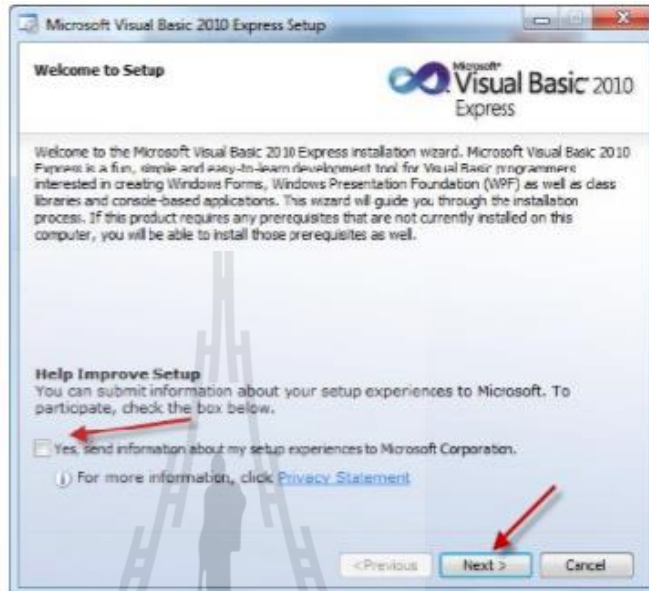 Microsoft Visual Basic 2010 Express Setup
Welcome to Setup
Microsoft®
Visual Basic 2010
Express
Welcome to the Microsoft Visual Basic 2010 Express installation wizard. Microsoft Visual Basic 2010
Express is a fun, simple and easy-to-learn development tool for Visual Basic programmers
interested in creating Windows Forms, Windows Presentation Foundation (WPF) as well as class
libraries and console-based applications. This wizard will guide you through the installation
process. If this product requires any prerequisites that are not currently installed on this
computer, you will be able to install those prerequisites as well.
Help Improve Setup
You can submit information about your setup experiences to Microsoft. To
participate, check the box below.
Yes, send information about my setup experiences to Microsoft Corporation.
For more information, click Privacy Statement
<Previous Next > Cancel